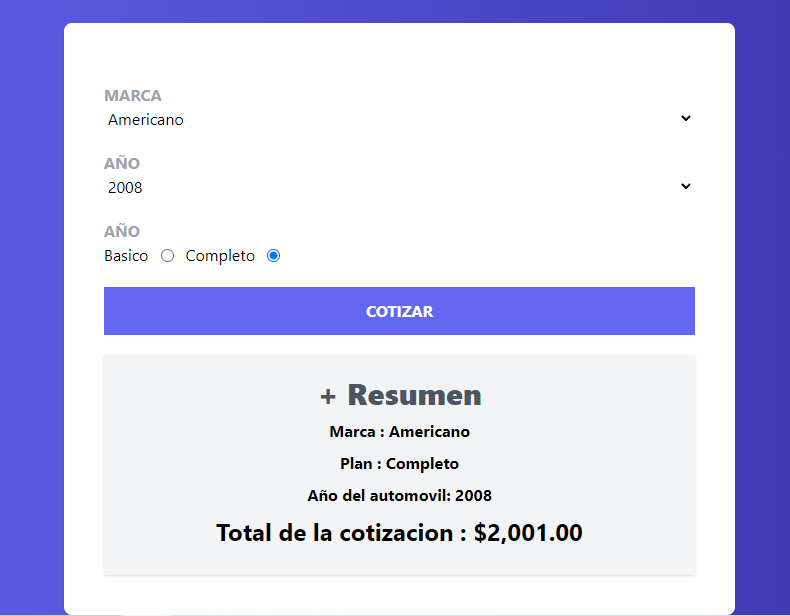 MARCA
Americano
AÑO
2008
AÑO
Basico Completo
COTIZAR
+ Resumen
Marca : Americano
Plan : Completo
Año del automovil: 2008
Total de la cotizacion : $2,001.00